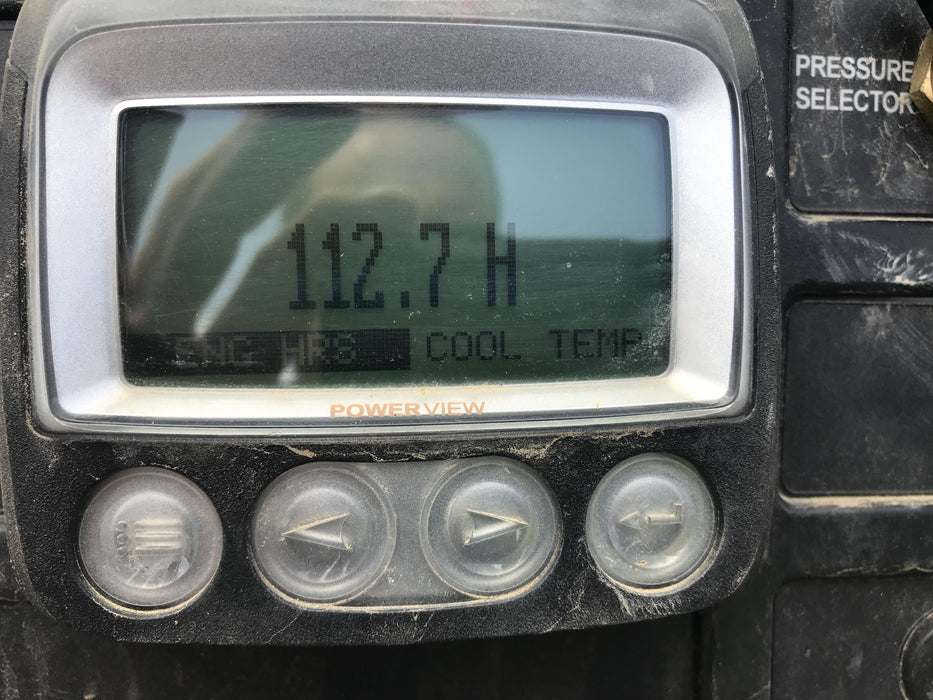 PRESSURE
SELECTOR
112.7 H
ENG HRS COOL TEMP
POWERVIEW